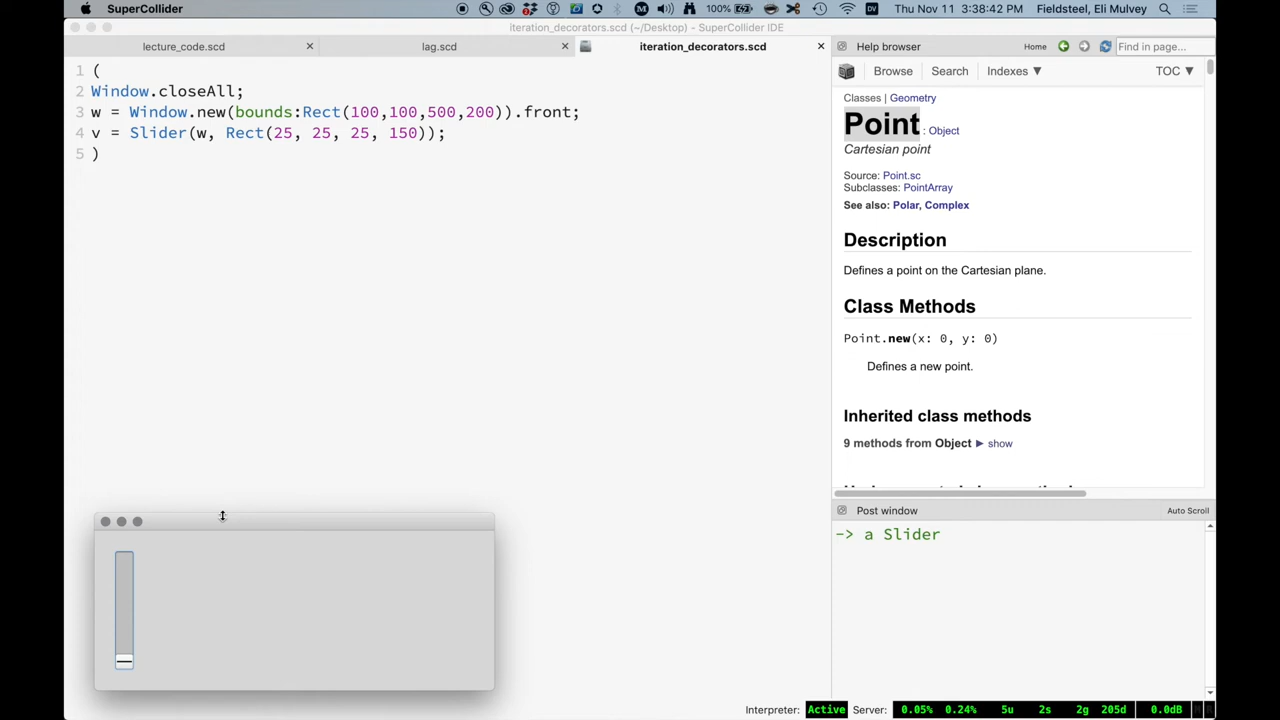 SuperCollider
100%
Thu Nov 11 3:38:42 PM
Fieldsteel, Eli Mulvey
iteration_decorators.scd (~/Desktop) - SuperCollider IDE
lecture_code.scd
lag.scd
iteration_decorators.scd
1 (
2 Window.closeAll;
3 w = Window.new(bounds:Rect(100,100,500,200)).front;
4 v = Slider(w, Rect(25, 25, 25, 150));
5 )
Help browser
Home
Find in page...
Browse
Search
Indexes ▼
TOC ▼
Classes | Geometry
Point : Object
Cartesian point
Source: Point.sc
Subclasses: PointArray
See also: Polar, Complex
Description
Defines a point on the Cartesian plane.
Class Methods
Point.new(x: 0, y: 0)
Defines a new point.
Inherited class methods
9 methods from Object ▶ show
Post window
Auto Scroll
-> a Slider
Interpreter: Active Server: 0.05% 0.24% 5u 2s 2g 205d 0.0dB